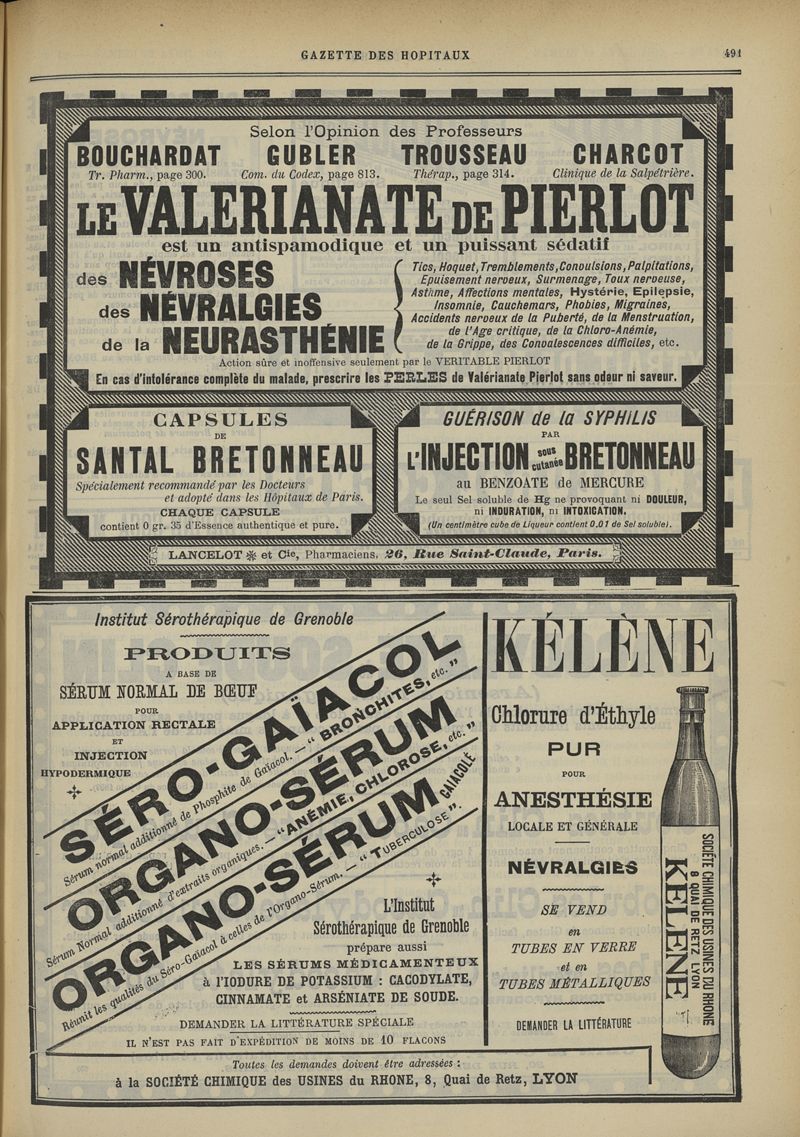 GAZETTE DES HOPITAUX
491
Selon l'Opinion des Professeurs
BOUCHARDAT GUBLER TROUSSEAU CHARCOT
Tr. Pharm., page 300. Com. du Codex, page 813. Thérap., page 314. Clinique de la Salpêtrière.
LE VALERIANATE DE PIERLOT
est un antispamodique et un puissant sédatif
des NÉVROSES
des NÉVRALGIES
de la NEURASTHÉNIE
Tics, Hoquet, Tremblements, Convulsions, Palpitations,
Epuisement nerveux, Surmenage, Toux nerveuse,
Asthme, Affections mentales, Hystérie, Epilepsie,
Insomnie, Cauchemars, Phobies, Migraines,
Accidents nerveux de la Puberté, de la Menstruation,
de l'Age critique, de la Chloro-Anémie,
de la Grippe, des Convalescences difficiles, etc.
Action sûre et inoffensive seulement par le VERITABLE PIERLOT
En cas d'intolérance complète du malade, prescrire les PERLES de Valérianate Pierlot sans odeur ni saveur.
CAPSULES
DE
SANTAL BRETONNEAU
Spécialement recommandé par les Docteurs
et adopté dans les Hôpitaux de Paris.
CHAQUE CAPSULE
contient 0 gr. 35 d'Essence authentique et pure.
GUÉRISON de la SYPHILIS
PAR
L'INJECTION sous cutanée BRETONNEAU
au BENZOATE de MERCURE
Le seul Sel soluble de Hg ne provoquant ni DOULEUR,
ni INDURATION, ni INTOXICATION.
(Un centimètre cube de Liqueur contient 0.01 de Sel soluble).
LANCELOT et Cie, Pharmaciens, 26, Rue Saint-Claude, Paris.
Institut Sérothérapique de Grenoble
PRODUITS
A BASE DE
SÉRUM NORMAL DE BŒUF
POUR
APPLICATION RECTALE
ET
INJECTION
HYPODERMIQUE
SÉRO-GAÏACOL
Sérum normal additionné de Phosphite de Gaïacol. — "BRONCHITES, etc."
ORGANO-SÉRUM
Sérum Normal additionné d'extraits organiques. — "ANÉMIE, CHLOROSE, etc."
ORGANO-SÉRUM GAIACOLÉ
Réunit les qualités du Séro-Gaïacol à celles de l'Organo-Sérum. — "TUBERCULOSE".
L'Institut
Sérothérapique de Grenoble
prépare aussi
LES SÉRUMS MÉDICAMENTEUX
à l'IODURE DE POTASSIUM : CACODYLATE,
CINNAMATE et ARSÉNIATE DE SOUDE.
DEMANDER LA LITTÉRATURE SPÉCIALE
IL N'EST PAS FAIT D'EXPÉDITION DE MOINS DE 10 FLACONS
KÉLÈNE
Chlorure d'Éthyle
PUR
POUR
ANESTHÉSIE
LOCALE ET GÉNÉRALE
NÉVRALGIES
SE VEND
en
TUBES EN VERRE
et en
TUBES MÉTALLIQUES
DEMANDER LA LITTÉRATURE
SOCIÉTÉ CHIMIQUE DES USINES DU RHONE
8 QUAI DE RETZ LYON
KELENE
Toutes les demandes doivent être adressées :
à la SOCIÉTÉ CHIMIQUE des USINES du RHONE, 8, Quai de Retz, LYON